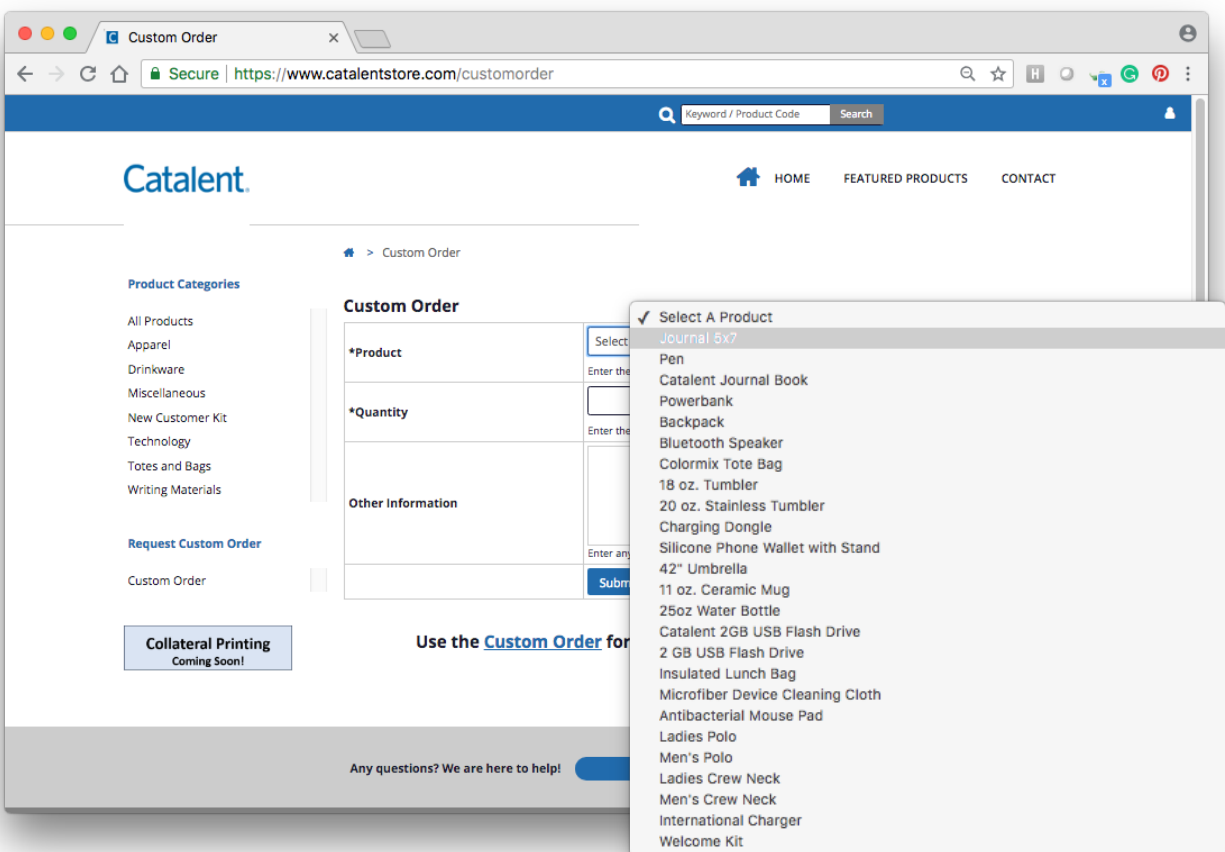 Custom Order
Secure | https://www.catalentstore.com/customorder
Keyword / Product Code
Search
Catalent.
HOME
FEATURED PRODUCTS
CONTACT
> Custom Order
Product Categories
All Products
Apparel
Drinkware
Miscellaneous
New Customer Kit
Technology
Totes and Bags
Writing Materials
Request Custom Order
Custom Order
Collateral Printing
Coming Soon!
Custom Order
*Product
Select
Enter the
*Quantity
Enter the
Other Information
Enter any
Subm
Use the Custom Order for
Any questions? We are here to help!
✓ Select A Product
Journal 5x7
Pen
Catalent Journal Book
Powerbank
Backpack
Bluetooth Speaker
Colormix Tote Bag
18 oz. Tumbler
20 oz. Stainless Tumbler
Charging Dongle
Silicone Phone Wallet with Stand
42" Umbrella
11 oz. Ceramic Mug
25oz Water Bottle
Catalent 2GB USB Flash Drive
2 GB USB Flash Drive
Insulated Lunch Bag
Microfiber Device Cleaning Cloth
Antibacterial Mouse Pad
Ladies Polo
Men's Polo
Ladies Crew Neck
Men's Crew Neck
International Charger
Welcome Kit